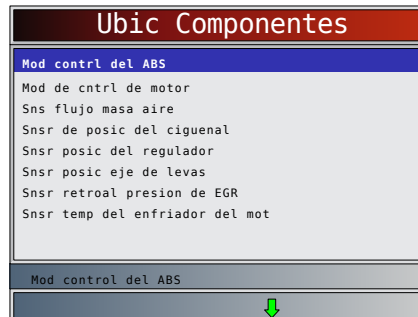 Ubic Componentes
Mod contrl del ABS
Mod de cntrl de motor
Sns flujo masa aire
Snsr de posic del ciguenal
Snsr posic del regulador
Snsr posic eje de levas
Snsr retroal presion de EGR
Snsr temp del enfriador del mot
Mod control del ABS